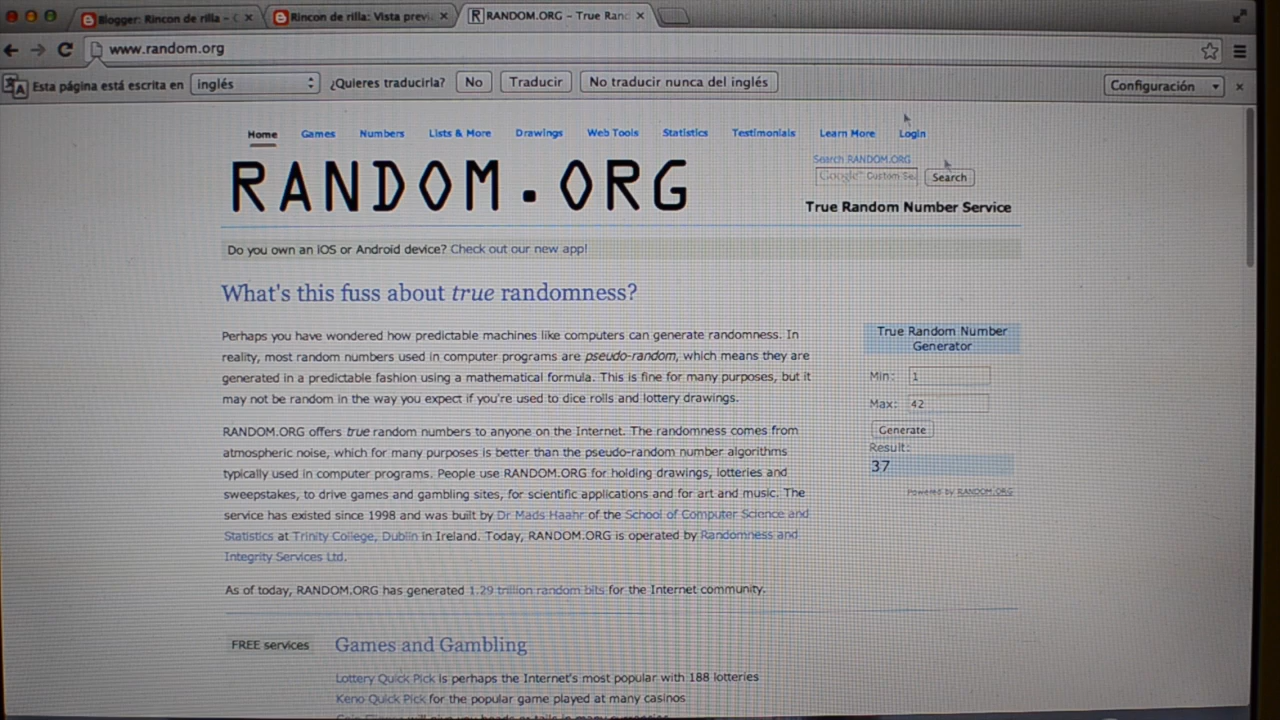 Blogger: Rincon de rilla –
Rincon de rilla: Vista previ
RANDOM.ORG – True Ran
www.random.org
Esta página está escrita en inglés ¿Quieres traducirla? No Traducir No traducir nunca del inglés Configuración
Home Games Numbers Lists & More Drawings Web Tools Statistics Testimonials Learn More Login
RANDOM.ORG
Search RANDOM.ORG
Google™ Custom Se Search
True Random Number Service
Do you own an iOS or Android device? Check out our new app!
What's this fuss about true randomness?
Perhaps you have wondered how predictable machines like computers can generate randomness. In
reality, most random numbers used in computer programs are pseudo-random, which means they are
generated in a predictable fashion using a mathematical formula. This is fine for many purposes, but it
may not be random in the way you expect if you're used to dice rolls and lottery drawings.
RANDOM.ORG offers true random numbers to anyone on the Internet. The randomness comes from
atmospheric noise, which for many purposes is better than the pseudo-random number algorithms
typically used in computer programs. People use RANDOM.ORG for holding drawings, lotteries and
sweepstakes, to drive games and gambling sites, for scientific applications and for art and music. The
service has existed since 1998 and was built by Dr Mads Haahr of the School of Computer Science and
Statistics at Trinity College, Dublin in Ireland. Today, RANDOM.ORG is operated by Randomness and
Integrity Services Ltd.
As of today, RANDOM.ORG has generated 1.29 trillion random bits for the Internet community.
True Random Number
Generator
Min: 1
Max: 42
Generate
Result:
37
Powered by RANDOM.ORG
FREE services
Games and Gambling
Lottery Quick Pick is perhaps the Internet's most popular with 188 lotteries
Keno Quick Pick for the popular game played at many casinos